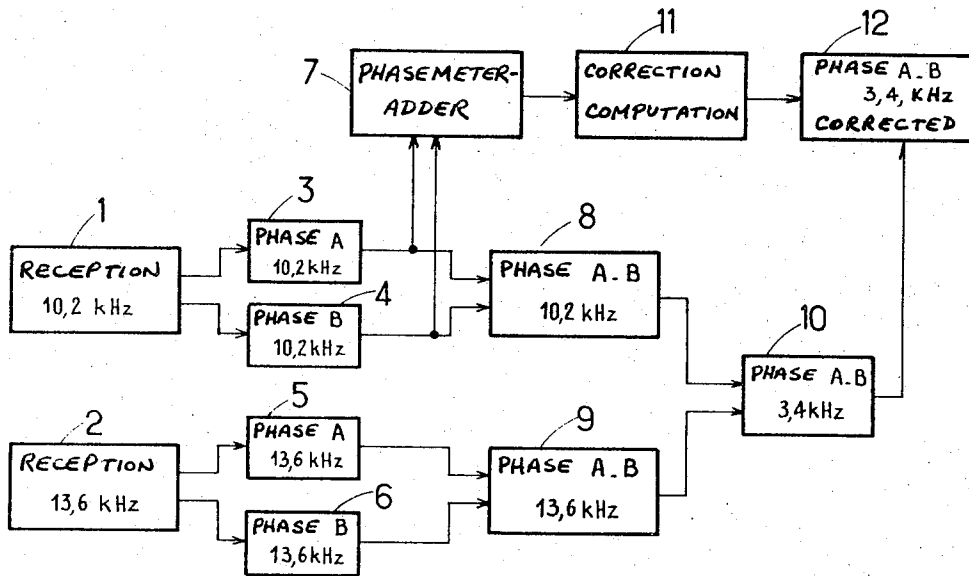 11
12
7
PHASEMETER-
ADDER
CORRECTION
COMPUTATION
PHASE A_B
3,4, KHz
CORRECTED
1
3
8
RECEPTION
10,2 kHz
PHASE A
10,2kHz
4
PHASE B
10,2kHz
PHASE A_B
10,2 kHz
10
PHASE A_B
3,4kHz
2
5
9
RECEPTION
13,6 kHz
PHASE A
13,6 kHz
6
PHASE B
13,6kHz
PHASE A_B
13,6kHz